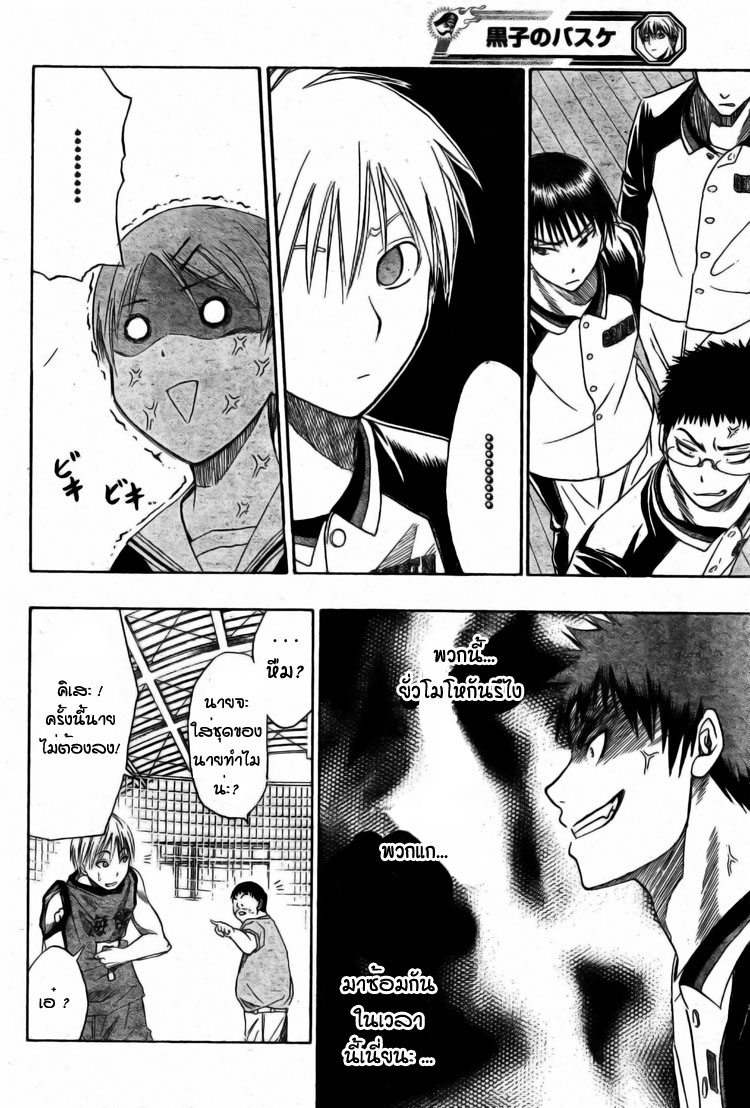 黒子のバスケ
…………
…………
ビキ
ビキ
พวกนี้...
ยั่วโมโหกันรึไง
พวกแก...
มาซ้อมกัน
ในเวลา
นี้เนี่ยนะ ...
...
หืม?
นายจะ
ใส่ชุดของ
นายทำไม
น่ะ?
คิเสะ !
ครั้งนี้นาย
ไม่ต้องลง!
เอ๋ ?